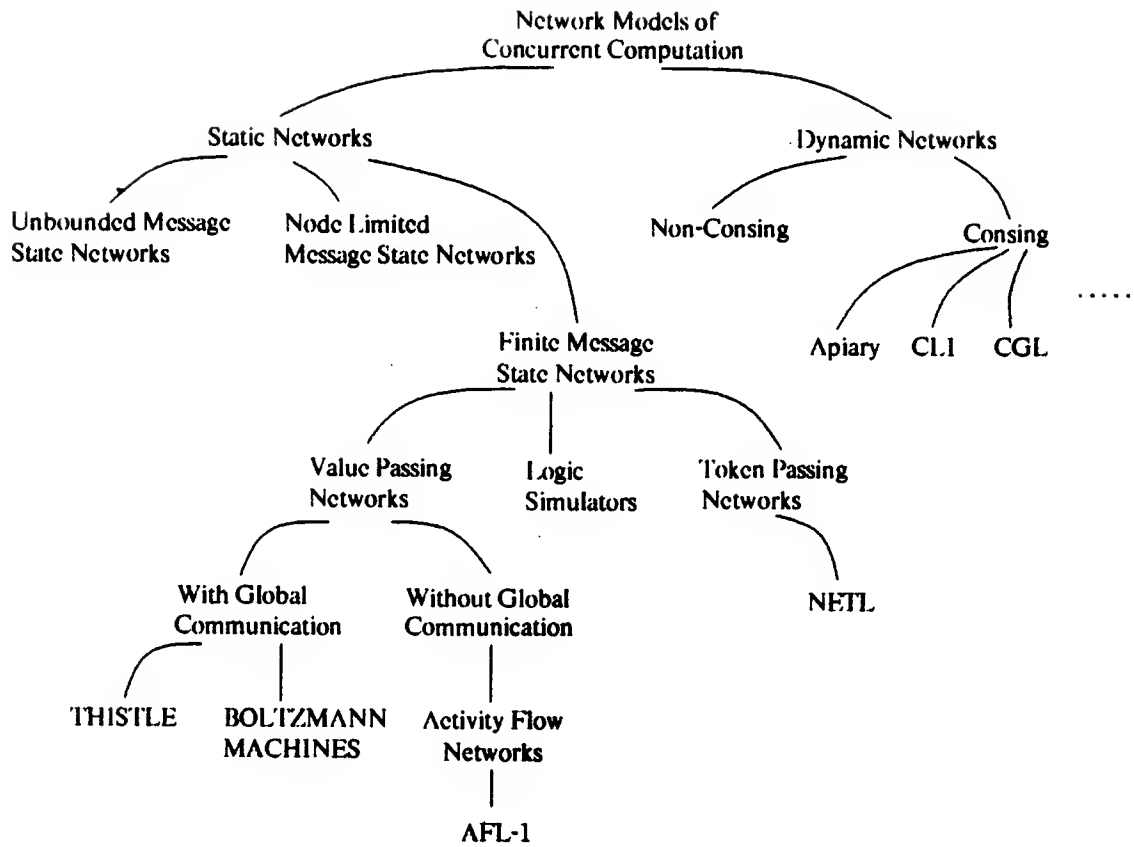 Network Models of
Concurrent Computation
Static Networks
Dynamic Networks
Unbounded Message
State Networks
Node Limited
Message State Networks
Non-Consing
Consing
.....
Finite Message
State Networks
Apiary
CL1
CGL
Value Passing
Networks
Logic
Simulators
Token Passing
Networks
With Global
Communication
Without Global
Communication
NETL
THISTLE
BOLTZMANN
MACHINES
Activity Flow
Networks
AFL-1